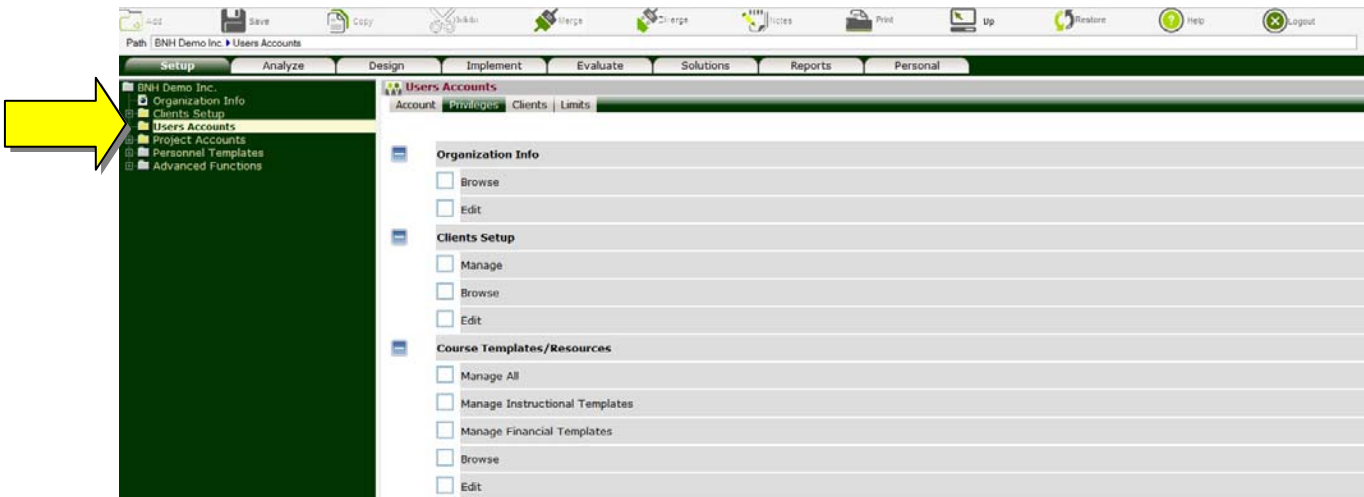 Add Save Copy Delete Merge Diverge Notes Print Up Restore Help Logout
Path BNH Demo Inc. Users Accounts
Setup Analyze Design Implement Evaluate Solutions Reports Personal
BNH Demo Inc.
Organization Info
Clients Setup
Users Accounts
Project Accounts
Personnel Templates
Advanced Functions
Users Accounts
Account Privileges Clients Limits
Organization Info
Browse
Edit
Clients Setup
Manage
Browse
Edit
Course Templates/Resources
Manage All
Manage Instructional Templates
Manage Financial Templates
Browse
Edit